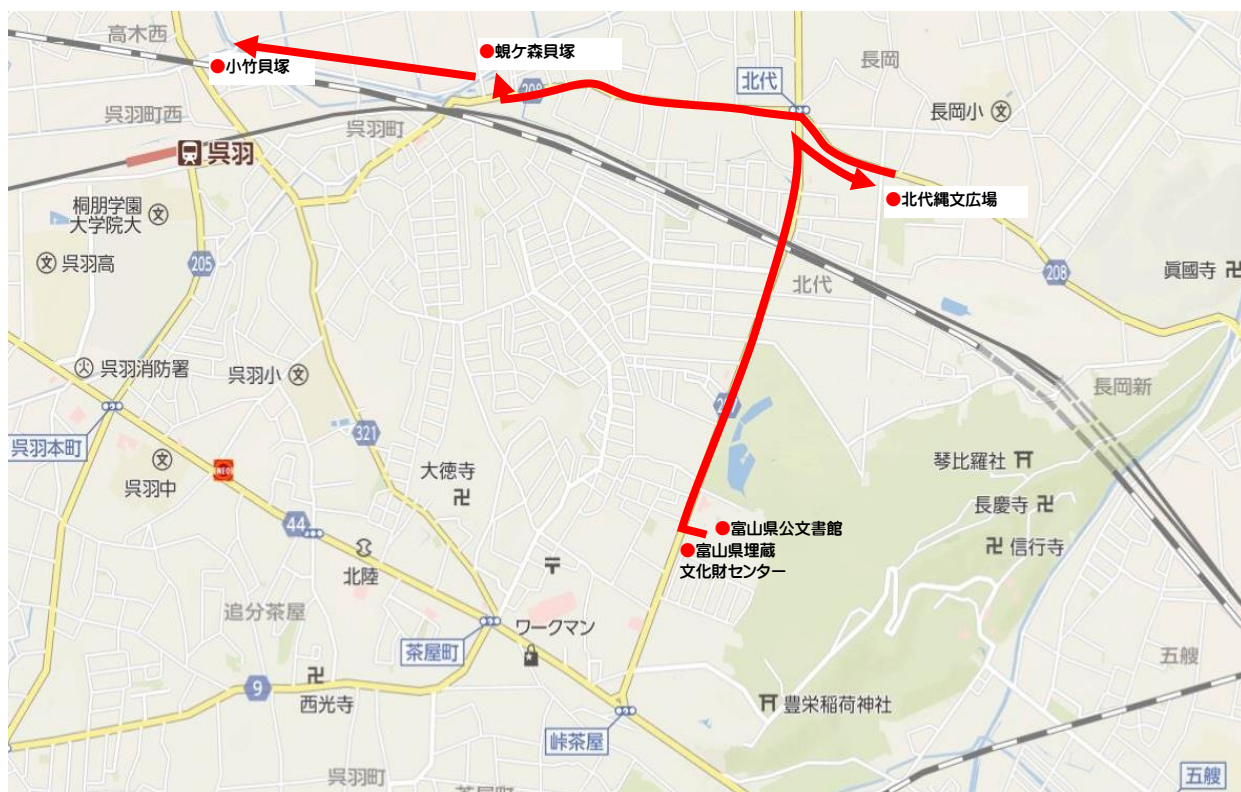 高木西
小竹貝塚
蜆ケ森貝塚
長岡
北代
208
長岡小
呉羽町西
呉羽町
呉羽
北代縄文広場
桐朋学園
大学院大
呉羽高
205
北代
208
眞國寺
呉羽消防署
呉羽小
長岡新
呉羽本町
321
呉羽中
ENEOS
大徳寺
琴比羅社
長慶寺
44
富山県公文書館
信行寺
富山県埋蔵
文化財センター
北陸
追分茶屋
ワークマン
茶屋町
五艘
9
西光寺
豊栄稲荷神社
峠茶屋
呉羽町
茶屋町
五艘